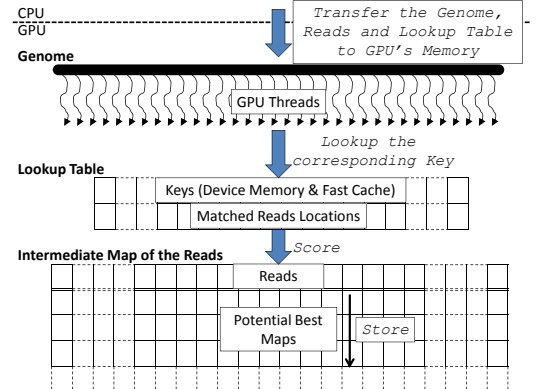 CPU
GPU
Transfer the Genome,
Reads and Lookup Table
to GPU's Memory
Genome
GPU Threads
Lookup the
corresponding Key
Lookup Table
Keys (Device Memory & Fast Cache)
Matched Reads Locations
Score
Intermediate Map of the Reads
Reads
Potential Best
Maps
Store